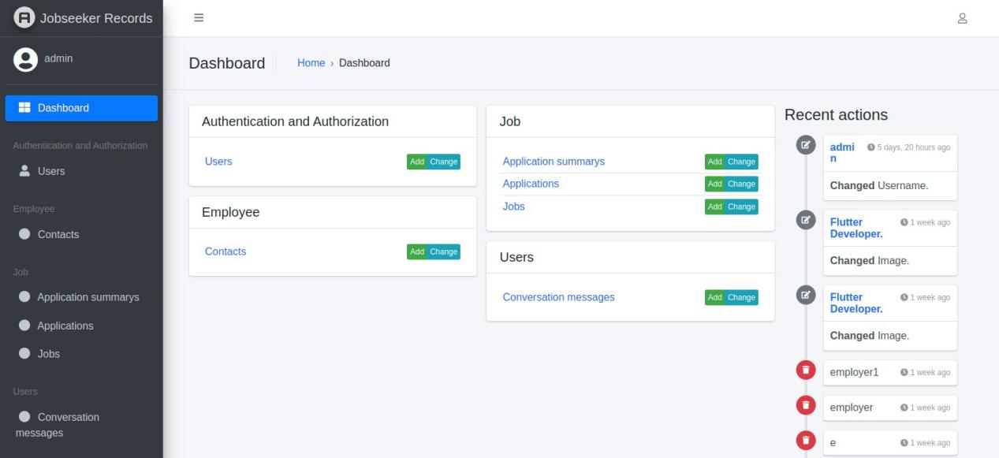 Jobseeker Records
admin
Dashboard
Authentication and Authorization
Users
Employee
Contacts
Job
Application summarys
Applications
Jobs
Users
Conversation
messages
Dashboard
Home › Dashboard
Authentication and Authorization
Users Add Change
Employee
Contacts Add Change
Job
Application summarys Add Change
Applications Add Change
Jobs Add Change
Users
Conversation messages Add Change
Recent actions
admi 5 days, 20 hours ago
n
Changed Username.
Flutter 1 week ago
Developer.
Changed Image.
Flutter 1 week ago
Developer.
Changed Image.
employer1 1 week ago
employer 1 week ago
e 1 week ago